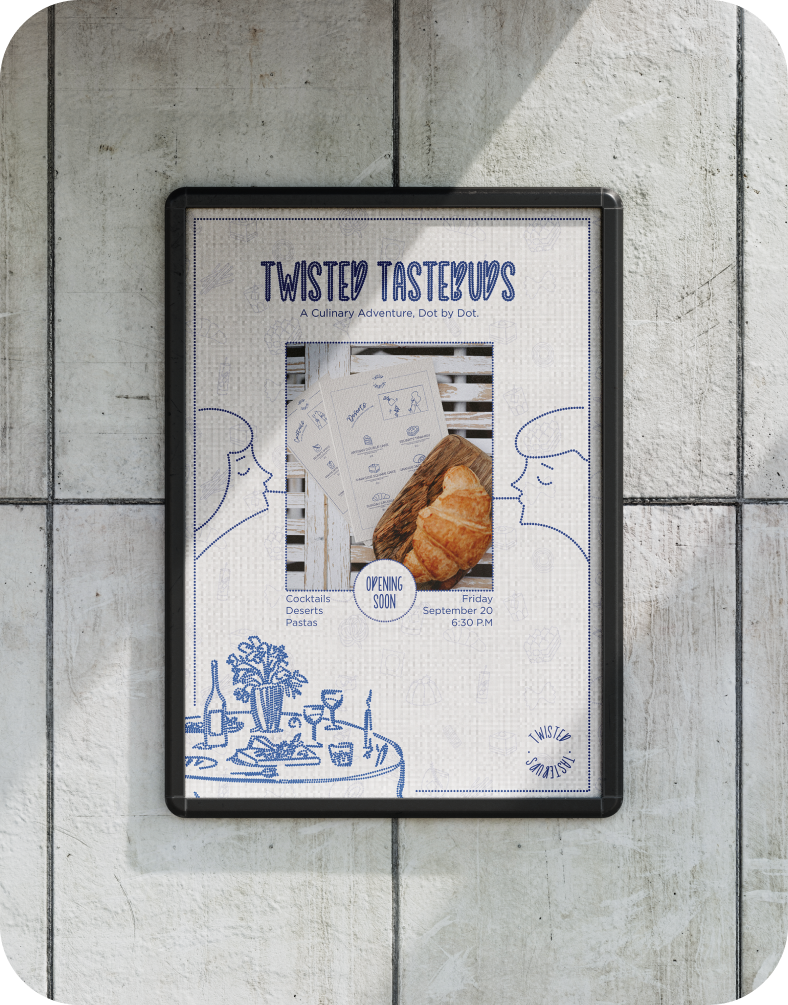 TWISTED TASTEBUDS
A Culinary Adventure, Dot by Dot.
Deserts
OPENING
SOON
Cocktails
Deserts
Pastas
Friday
September 20
6:30 P.M
TWISTED
· TASTEBUDS ·